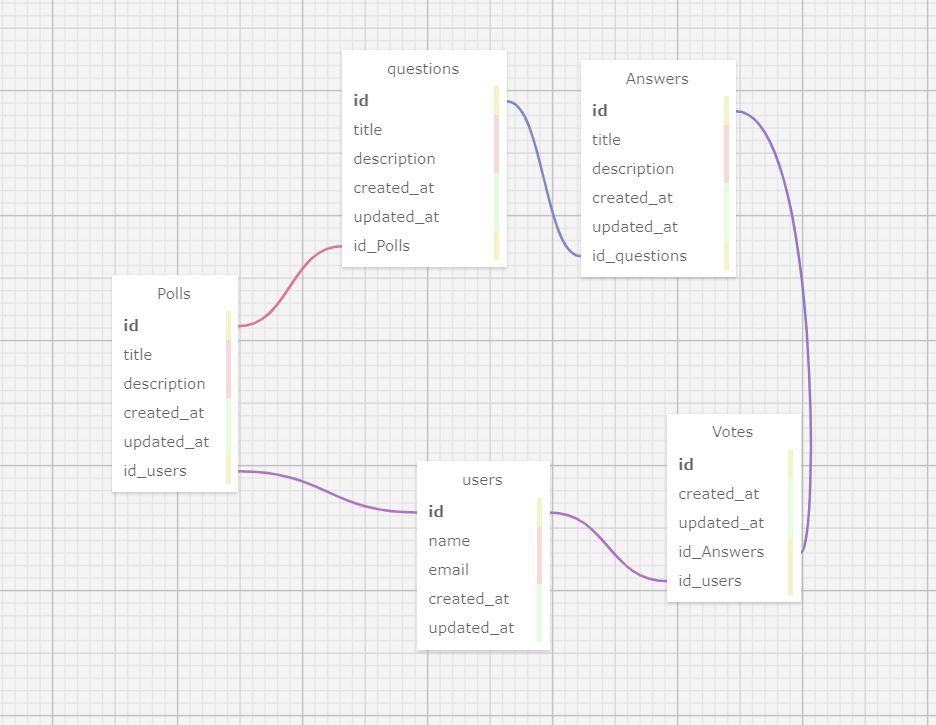 questions
id
title
description
created_at
updated_at
id_Polls
Answers
id
title
description
created_at
updated_at
id_questions
Polls
id
title
description
created_at
updated_at
id_users
users
id
name
email
created_at
updated_at
Votes
id
created_at
updated_at
id_Answers
id_users